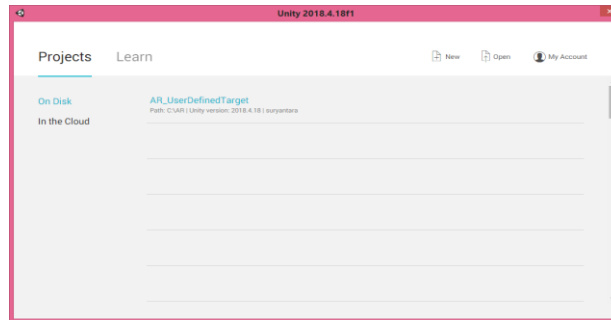 Unity 2018.4.18f1
Projects Learn New Open My Account
On Disk
In the Cloud
AR_UserDefinedTarget
Path: C:\AR | Unity version: 2018.4.18 | suryantara